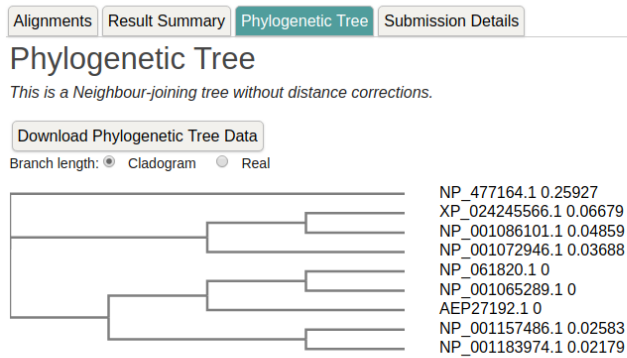 Alignments Result Summary Phylogenetic Tree Submission Details
Phylogenetic Tree
This is a Neighbour-joining tree without distance corrections.
Download Phylogenetic Tree Data
Branch length: Cladogram Real
NP_477164.1 0.25927
XP_024245566.1 0.06679
NP_001086101.1 0.04859
NP_001072946.1 0.03688
NP_061820.1 0
NP_001065289.1 0
AEP27192.1 0
NP_001157486.1 0.02583
NP_001183974.1 0.02179